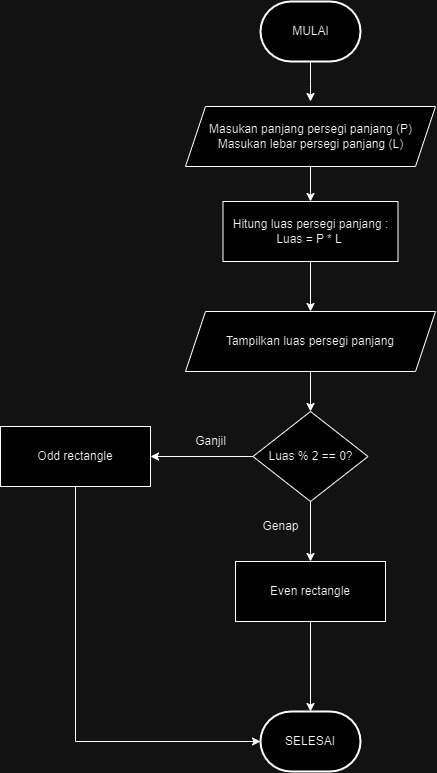 MULAI
Masukan panjang persegi panjang (P)
Masukan lebar persegi panjang (L)
Hitung luas persegi panjang :
Luas = P * L
Tampilkan luas persegi panjang
Luas % 2 == 0?
Ganjil
Odd rectangle
Genap
Even rectangle
SELESAI